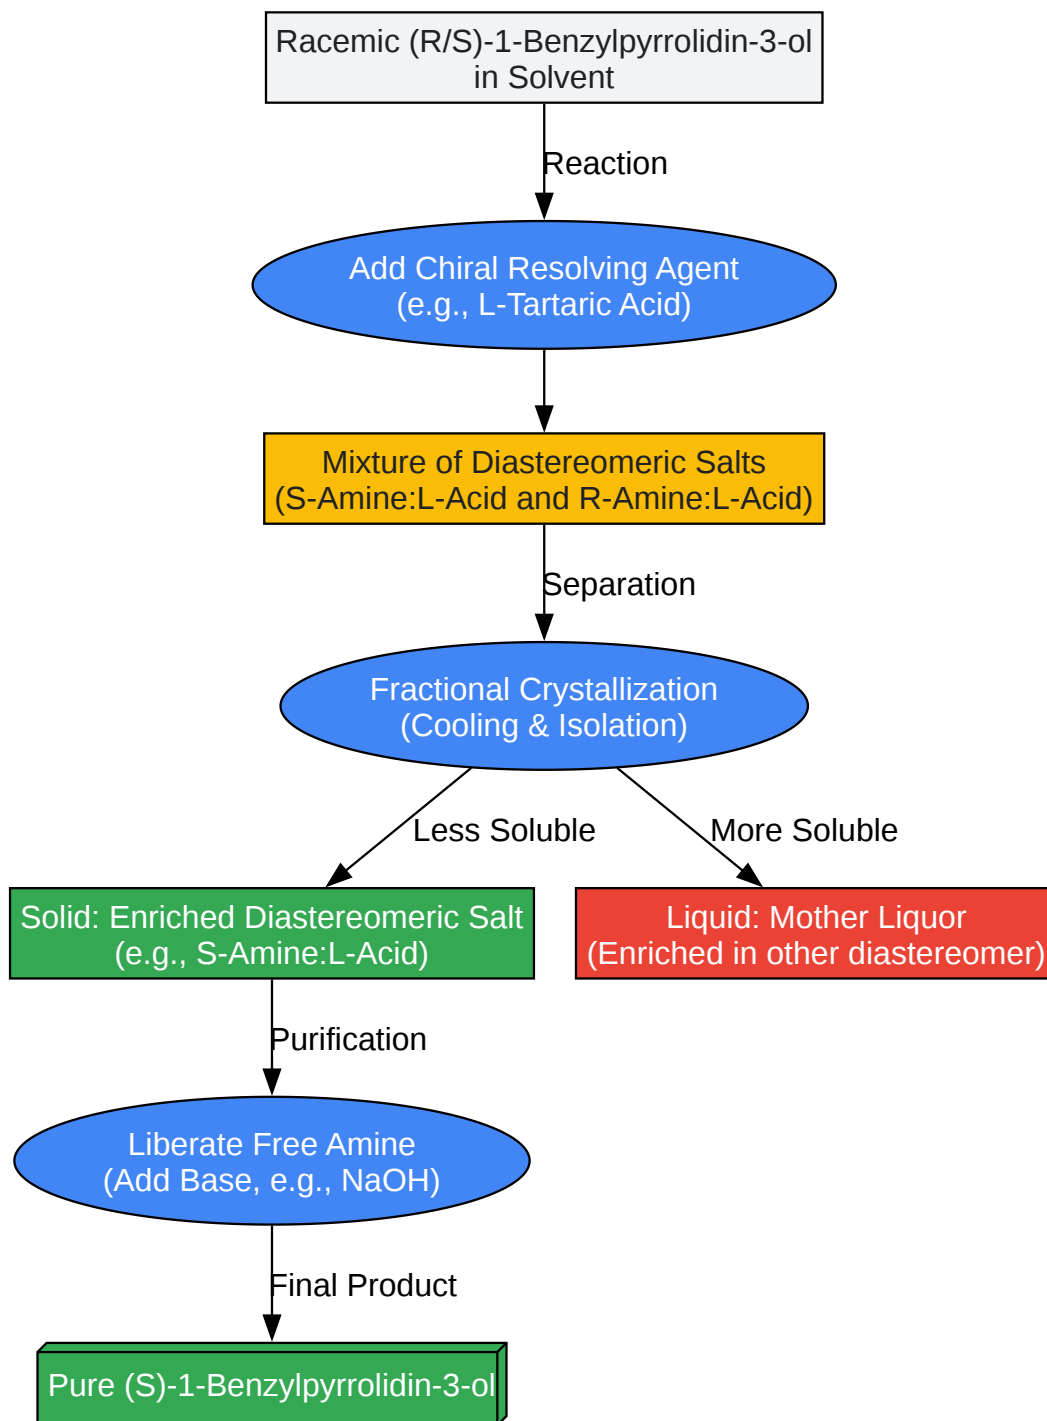 Racemic (R/S)-1-Benzylpyrrolidin-3-ol
in Solvent
Reaction
Add Chiral Resolving Agent
(e.g., L-Tartaric Acid)
Mixture of Diastereomeric Salts
(S-Amine:L-Acid and R-Amine:L-Acid)
Separation
Fractional Crystallization
(Cooling & Isolation)
Less Soluble
More Soluble
Solid: Enriched Diastereomeric Salt
(e.g., S-Amine:L-Acid)
Liquid: Mother Liquor
(Enriched in other diastereomer)
Purification
Liberate Free Amine
(Add Base, e.g., NaOH)
Final Product
Pure (S)-1-Benzylpyrrolidin-3-ol